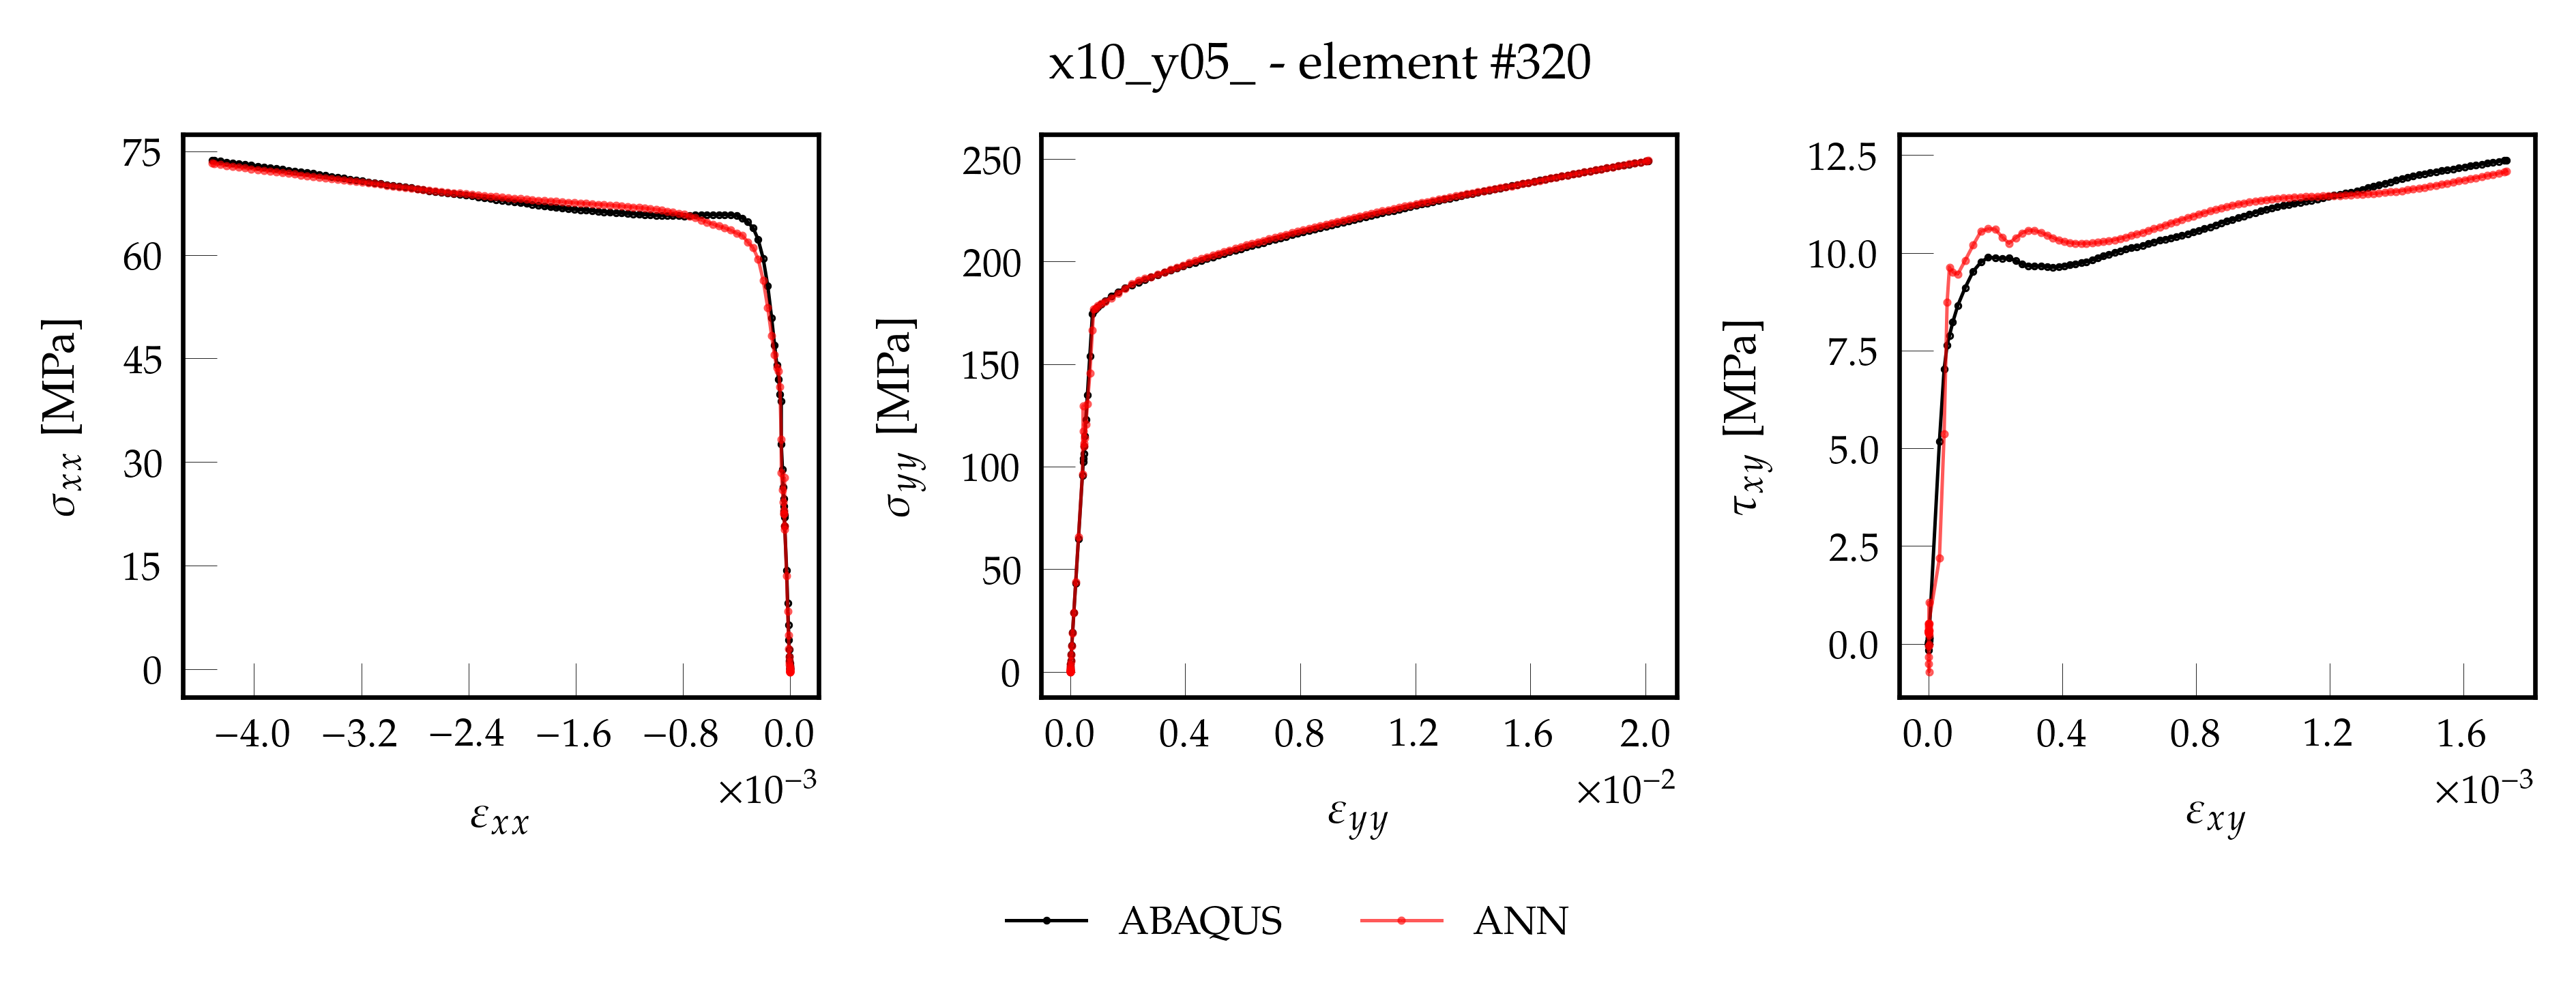 x10_y05_ - element #320
75
60
45
30
15
0
σxx [MPa]
−4.0 −3.2 −2.4 −1.6 −0.8 0.0
×10−3
εxx
250
200
150
100
50
0
σyy [MPa]
0.0 0.4 0.8 1.2 1.6 2.0
×10−2
εyy
12.5
10.0
7.5
5.0
2.5
0.0
τxy [MPa]
0.0 0.4 0.8 1.2 1.6
×10−3
εxy
ABAQUS ANN